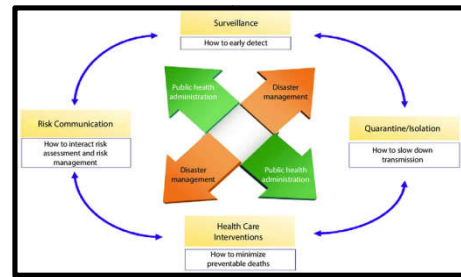 Surveillance
How to early detect
Public health
administration
Disaster
management
Risk Communication
How to interact risk
assessment and risk
management
Quarantine/Isolation
How to slow down
transmission
Disaster
management
Public health
administration
Health Care
Interventions
How to minimize
preventable deaths